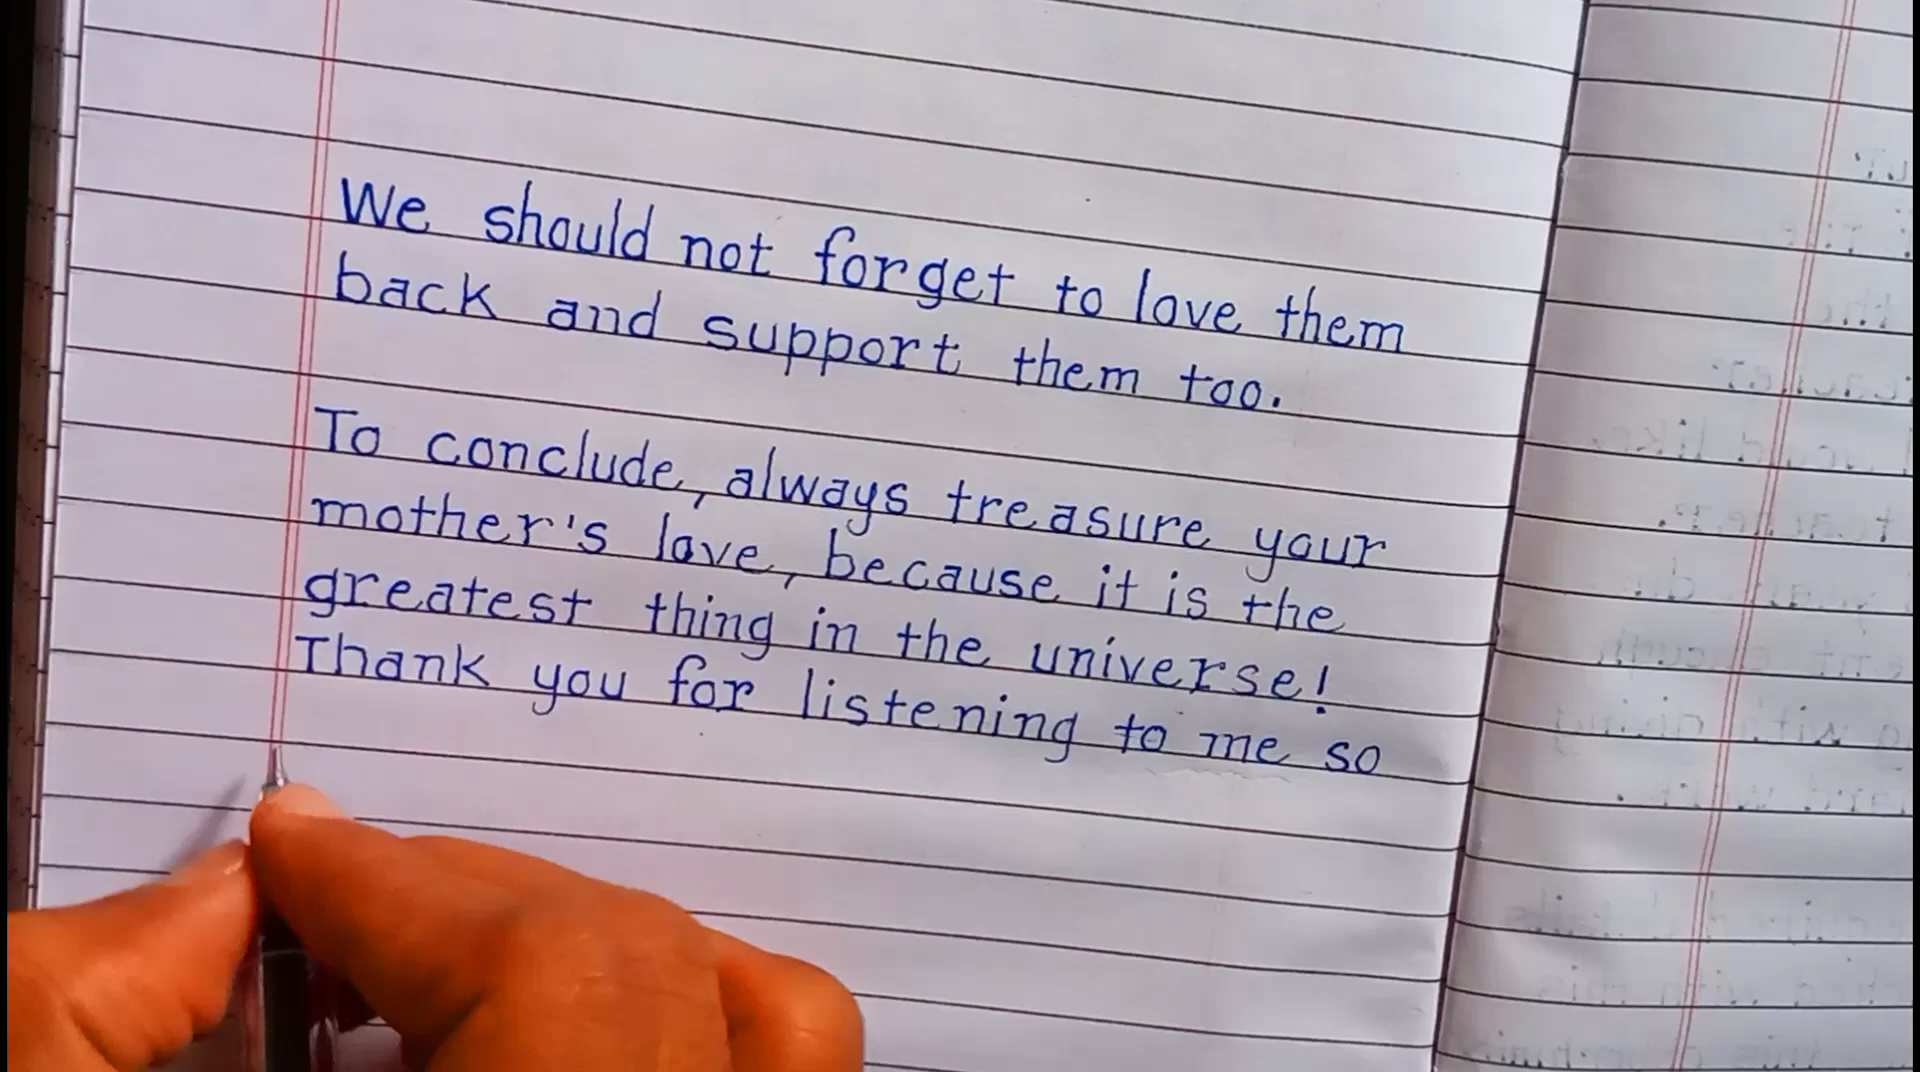 We should not forget to love them
back and support them too.
To conclude, always treasure your
mother's love, because it is the
greatest thing in the universe!
Thank you for listening to me so